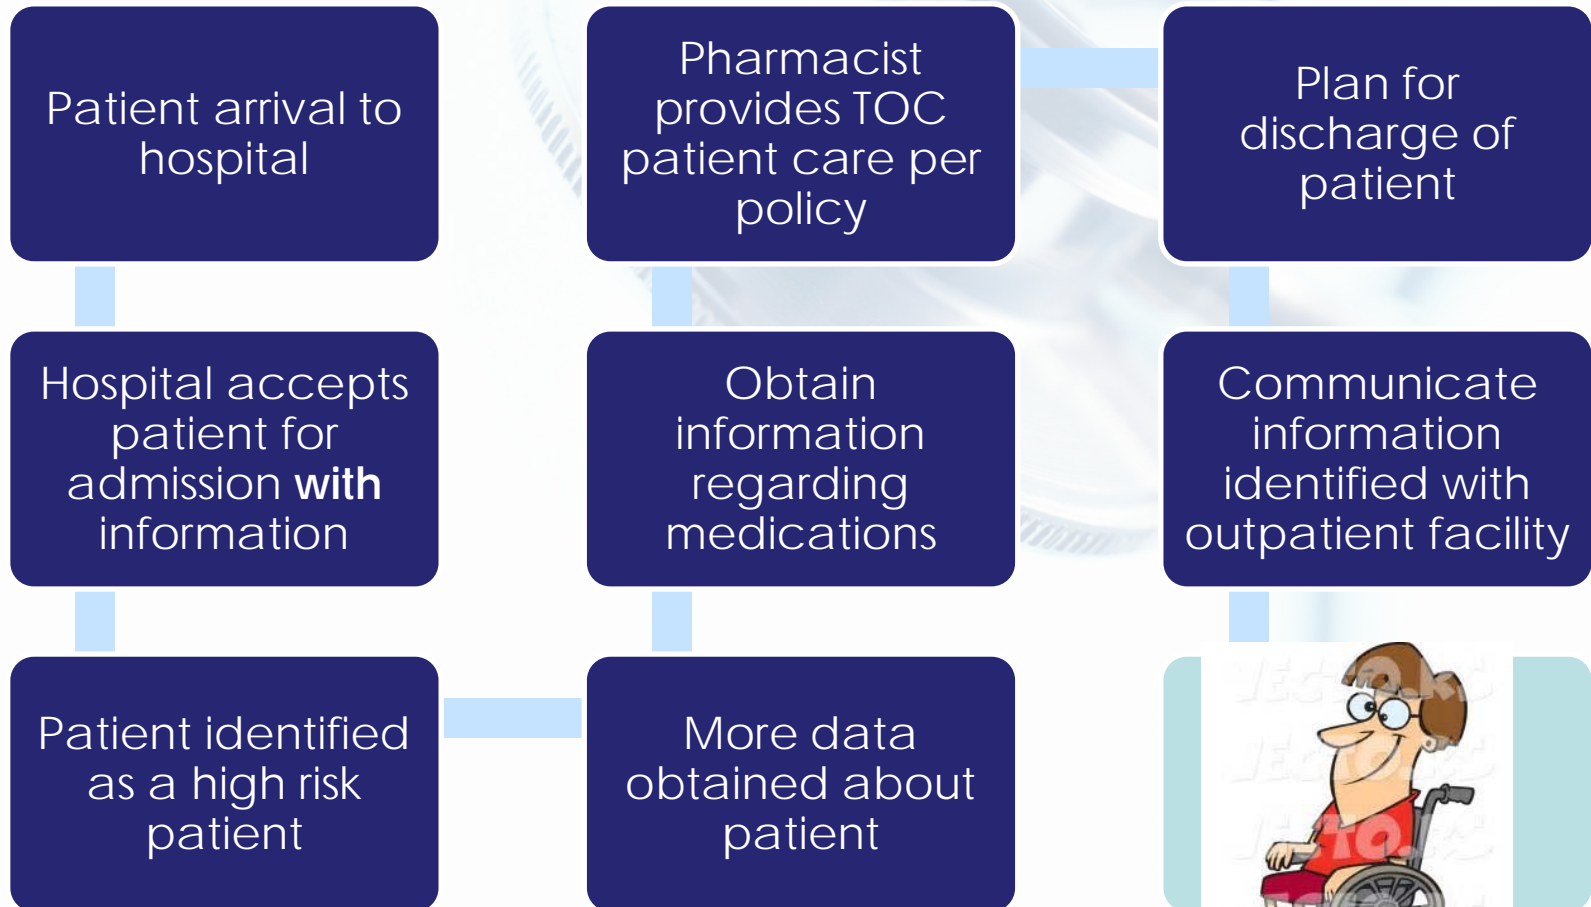 Patient arrival to
hospital
Hospital accepts
patient for
admission with
information
Patient identified
as a high risk
patient
More data
obtained about
patient
Obtain
information
regarding
medications
Pharmacist
provides TOC
patient care per
policy
Plan for
discharge of
patient
Communicate
information
identified with
outpatient facility